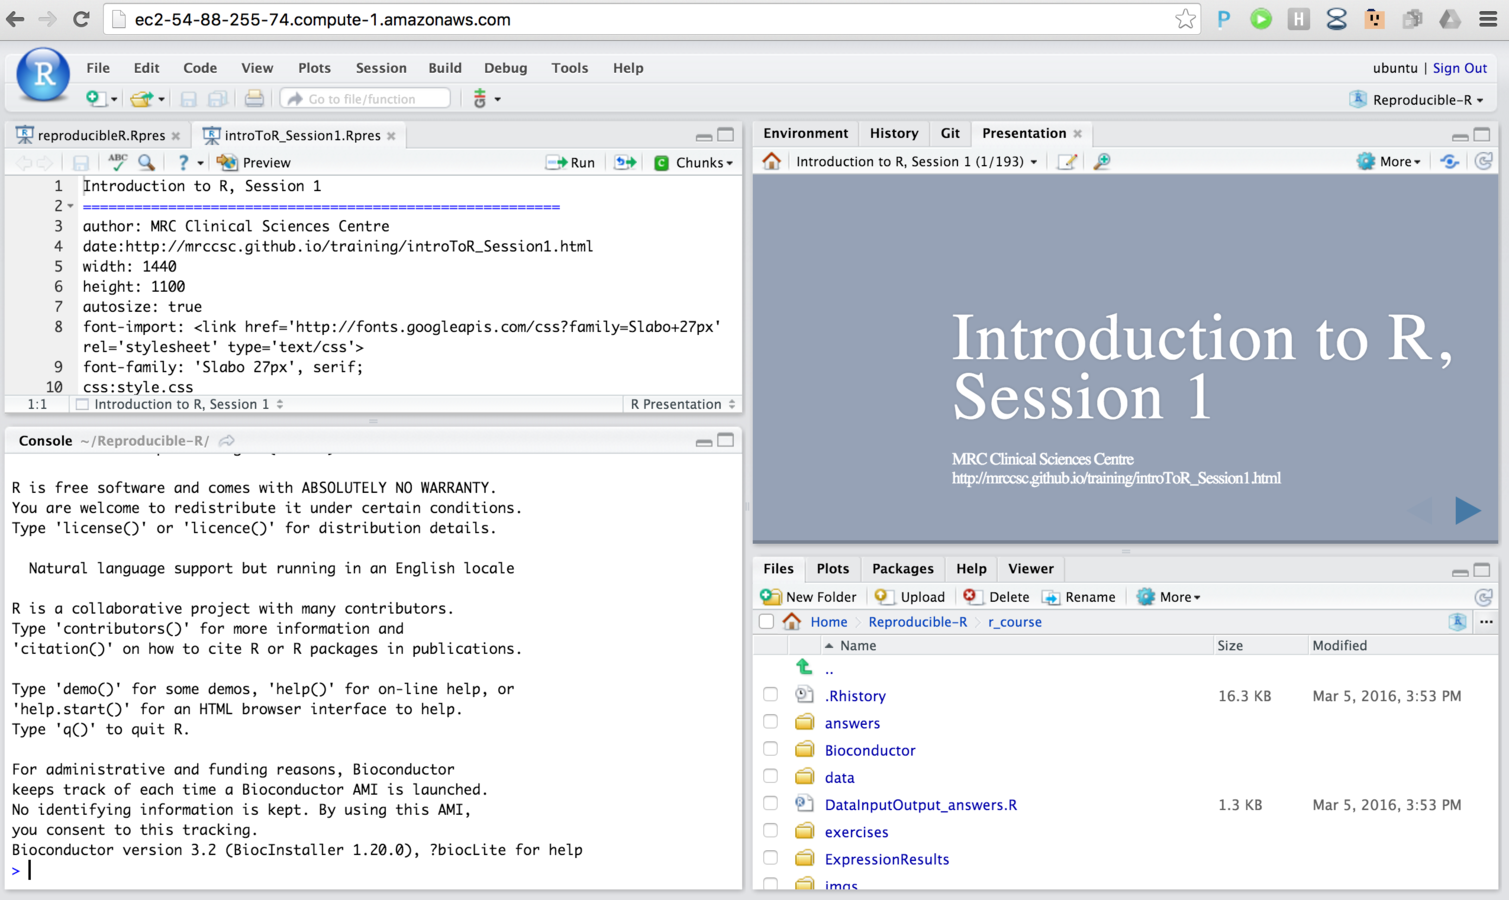 ec2-54-88-255-74.compute-1.amazonaws.com
P H
R File Edit Code View Plots Session Build Debug Tools Help
ubuntu | Sign Out
Go to file/function
R Reproducible-R
reproducibleR.Rpres introToR_Session1.Rpres
ABC ? Preview Run C Chunks
1 Introduction to R, Session 1
2 ========================================================
3 author: MRC Clinical Sciences Centre
4 date:http://mrccsc.github.io/training/introToR_Session1.html
5 width: 1440
6 height: 1100
7 autosize: true
8 font-import: <link href='http://fonts.googleapis.com/css?family=Slabo+27px'
rel='stylesheet' type='text/css'>
9 font-family: 'Slabo 27px', serif;
10 css:style.css
1:1 Introduction to R, Session 1 R Presentation
Console ~/Reproducible-R/
R is free software and comes with ABSOLUTELY NO WARRANTY.
You are welcome to redistribute it under certain conditions.
Type 'license()' or 'licence()' for distribution details.
Natural language support but running in an English locale
R is a collaborative project with many contributors.
Type 'contributors()' for more information and
'citation()' on how to cite R or R packages in publications.
Type 'demo()' for some demos, 'help()' for on-line help, or
'help.start()' for an HTML browser interface to help.
Type 'q()' to quit R.
For administrative and funding reasons, Bioconductor
keeps track of each time a Bioconductor AMI is launched.
No identifying information is kept. By using this AMI,
you consent to this tracking.
Bioconductor version 3.2 (BiocInstaller 1.20.0), ?biocLite for help
>
Environment History Git Presentation
Introduction to R, Session 1 (1/193) More
Introduction to R,
Session 1
MRC Clinical Sciences Centre
http://mrccsc.github.io/training/introToR_Session1.html
Files Plots Packages Help Viewer
New Folder Upload Delete Rename More
Home Reproducible-R r_course R ...
Name Size Modified
..
.Rhistory 16.3 KB Mar 5, 2016, 3:53 PM
answers
Bioconductor
data
DataInputOutput_answers.R 1.3 KB Mar 5, 2016, 3:53 PM
exercises
ExpressionResults
imgs